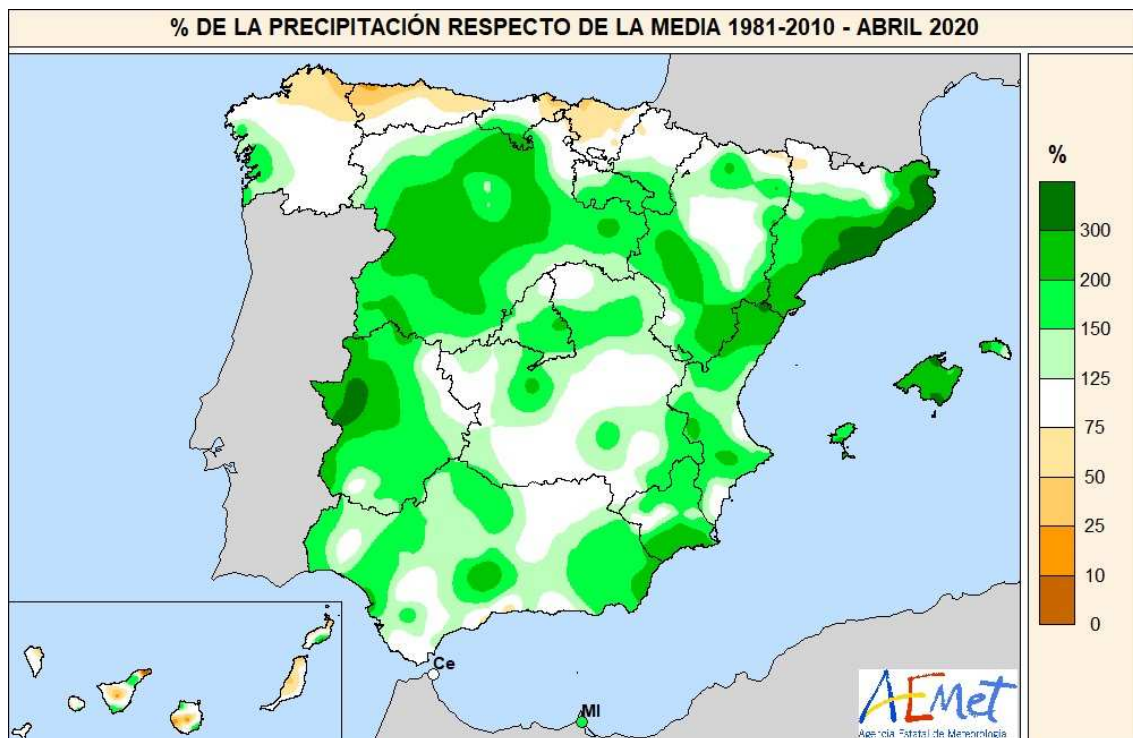 % DE LA PRECIPITACIÓN RESPECTO DE LA MEDIA 1981-2010 - ABRIL 2020
%
300
200
150
125
75
50
25
10
0
Ce
Ml
AEMet
Agencia Estatal de Meteorología